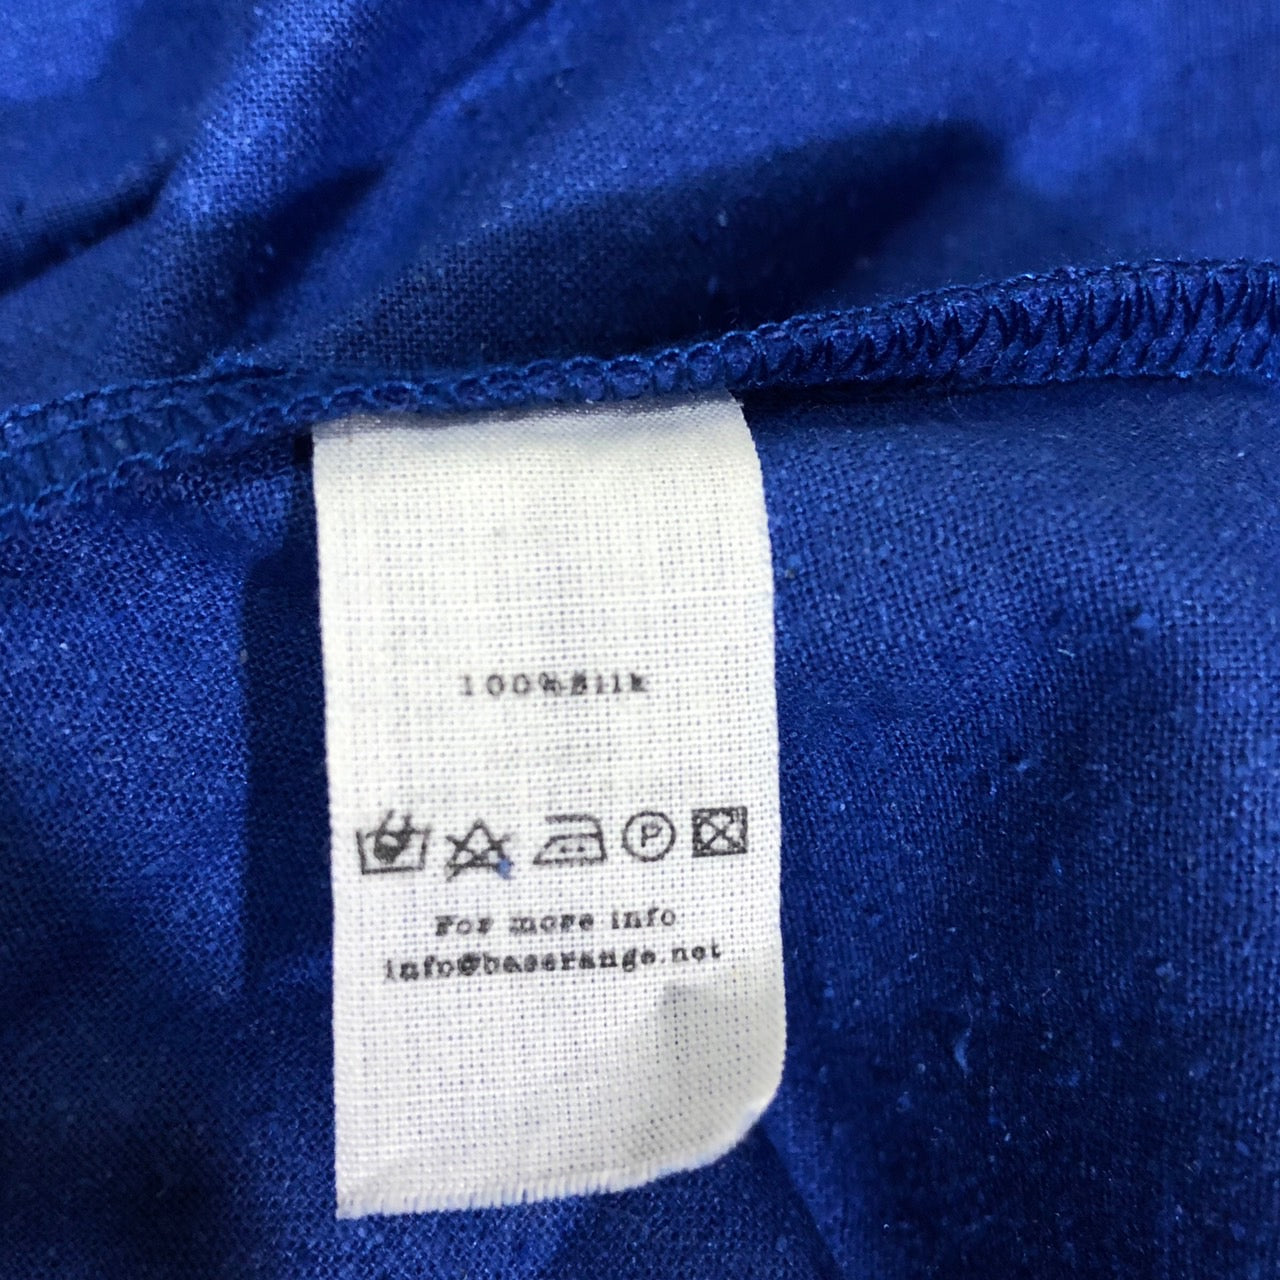 100%Silk
P
For more info
info@baserange.net